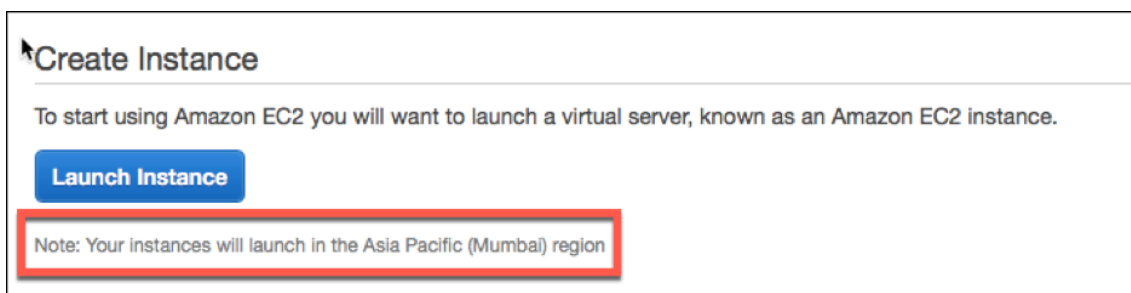 Create Instance
To start using Amazon EC2 you will want to launch a virtual server, known as an Amazon EC2 instance.
Launch Instance
Note: Your instances will launch in the Asia Pacific (Mumbai) region